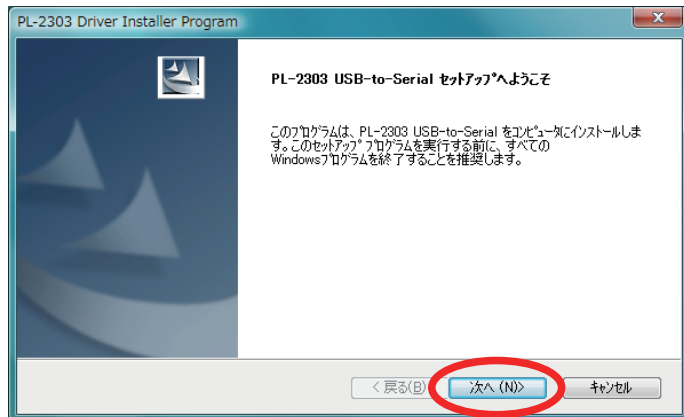 PL-2303 Driver Installer Program
PL-2303 USB-to-Serial ｾｯﾄｱｯﾌﾟへようこそ
このﾌﾟﾛｸﾞﾗﾑは、PL-2303 USB-to-Serial をｺﾝﾋﾟｭｰﾀにインストールしま
す。このｾｯﾄｱｯﾌﾟ ﾌﾟﾛｸﾞﾗﾑを実行する前に、すべての
Windowsﾌﾟﾛｸﾞﾗﾑを終了することを推奨します。
< 戻る(B) 次へ (N)> ｷｬﾝｾﾙ